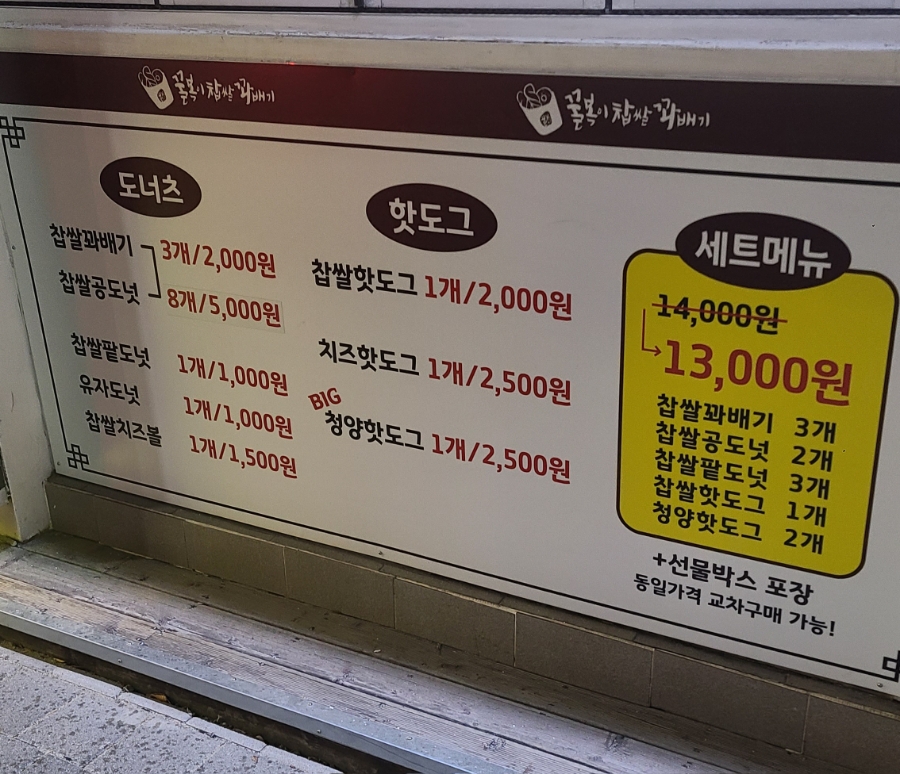 꿀복이 찹쌀 꽈배기
꿀복이 찹쌀 꽈배기
도너츠
찹쌀꽈배기 3개/2,000원
찹쌀공도넛 8개/5,000원
찹쌀팥도넛 1개/1,000원
유자도넛 1개/1,000원
찹쌀치즈볼 1개/1,500원
핫도그
찹쌀핫도그 1개/2,000원
치즈핫도그 1개/2,500원
BIG
청양핫도그 1개/2,500원
세트메뉴
14,000원
13,000원
찹쌀꽈배기 3개
찹쌀공도넛 2개
찹쌀팥도넛 3개
찹쌀핫도그 1개
청양핫도그 2개
+선물박스 포장
동일가격 교차구매 가능!